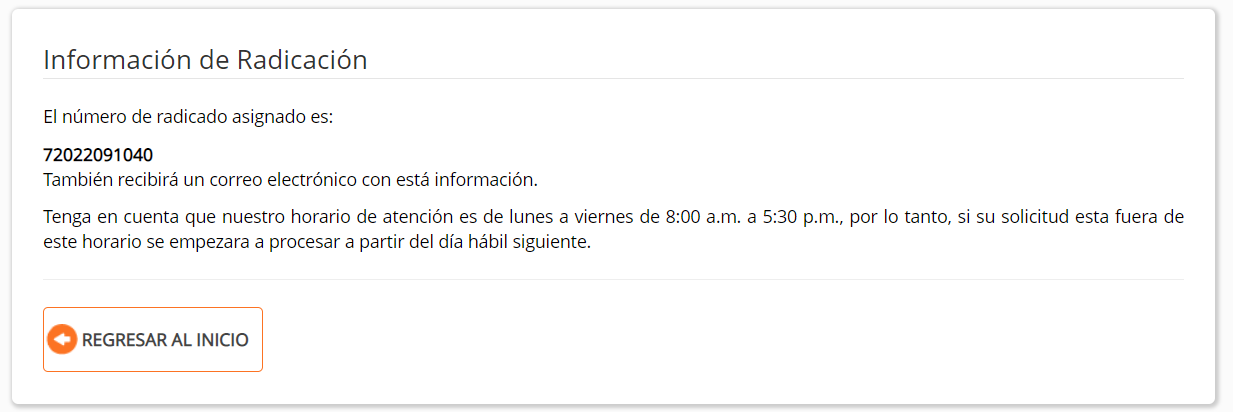 Información de Radicación
El número de radicado asignado es:
72022091040
También recibirá un correo electrónico con está información.
Tenga en cuenta que nuestro horario de atención es de lunes a viernes de 8:00 a.m. a 5:30 p.m., por lo tanto, si su solicitud esta fuera de
este horario se empezara a procesar a partir del día hábil siguiente.
REGRESAR AL INICIO